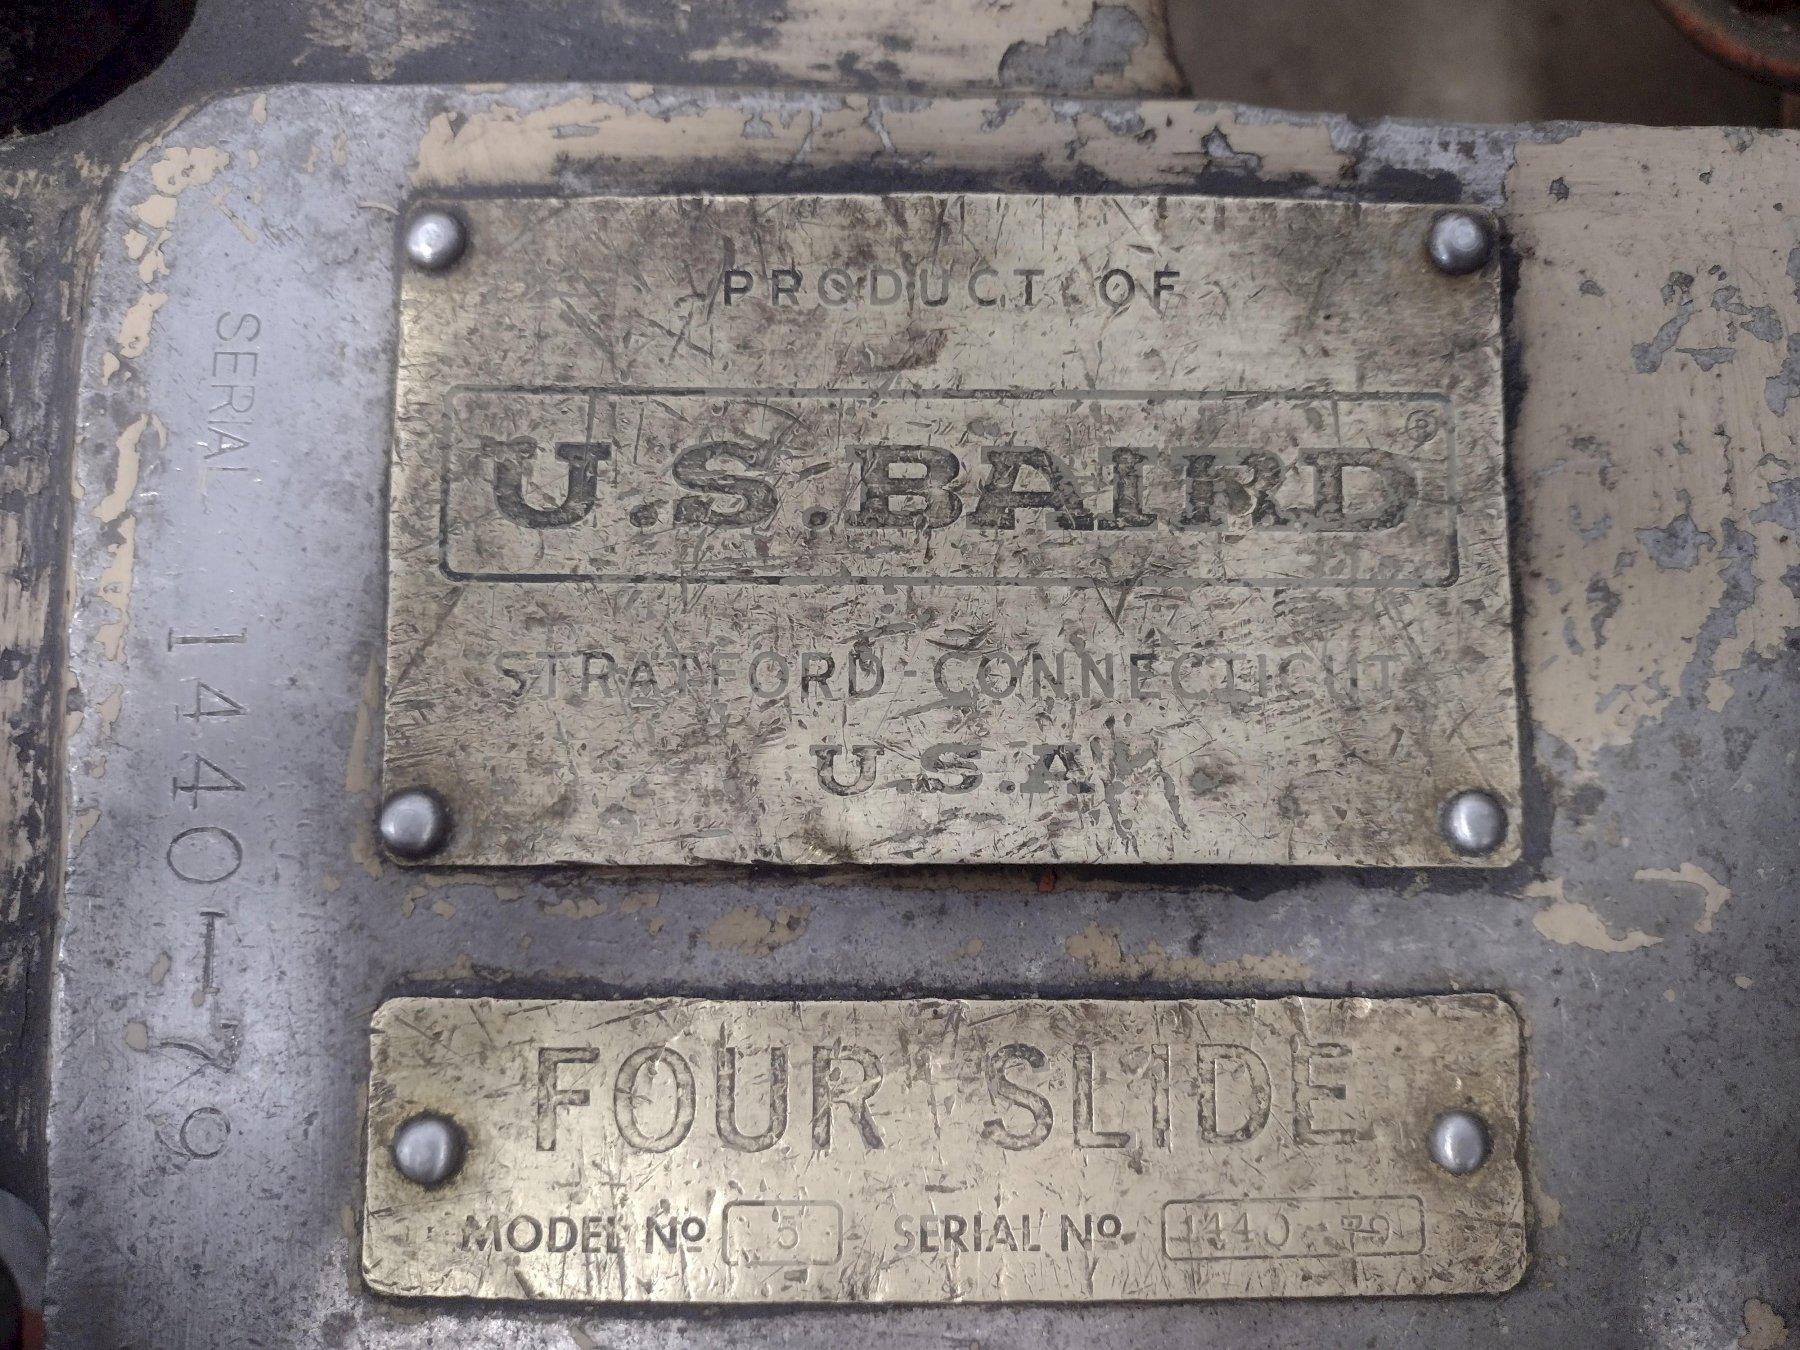 PRODUCT OF
U.S. BAIRD ®
STRATFORD-CONNECTICUT
U.S.A.
FOUR SLIDE
MODEL Nº 5 SERIAL Nº 1440-79
SERIAL 1440-79